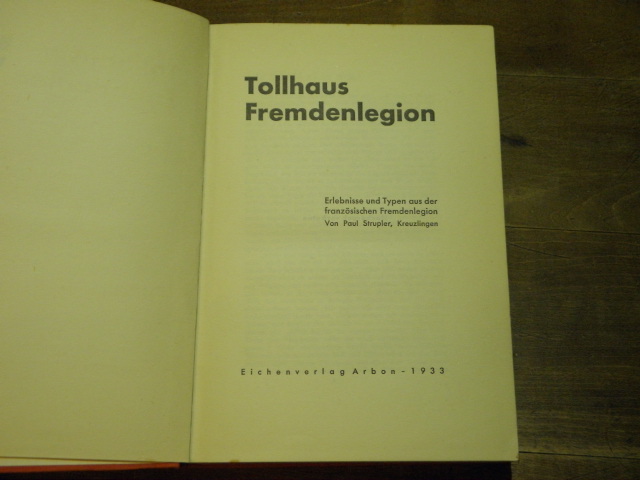 Tollhaus
Fremdenlegion
Erlebnisse und Typen aus der
französischen Fremdenlegion
Von Paul Strupler, Kreuzlingen
Eichenverlag Arbon - 1933